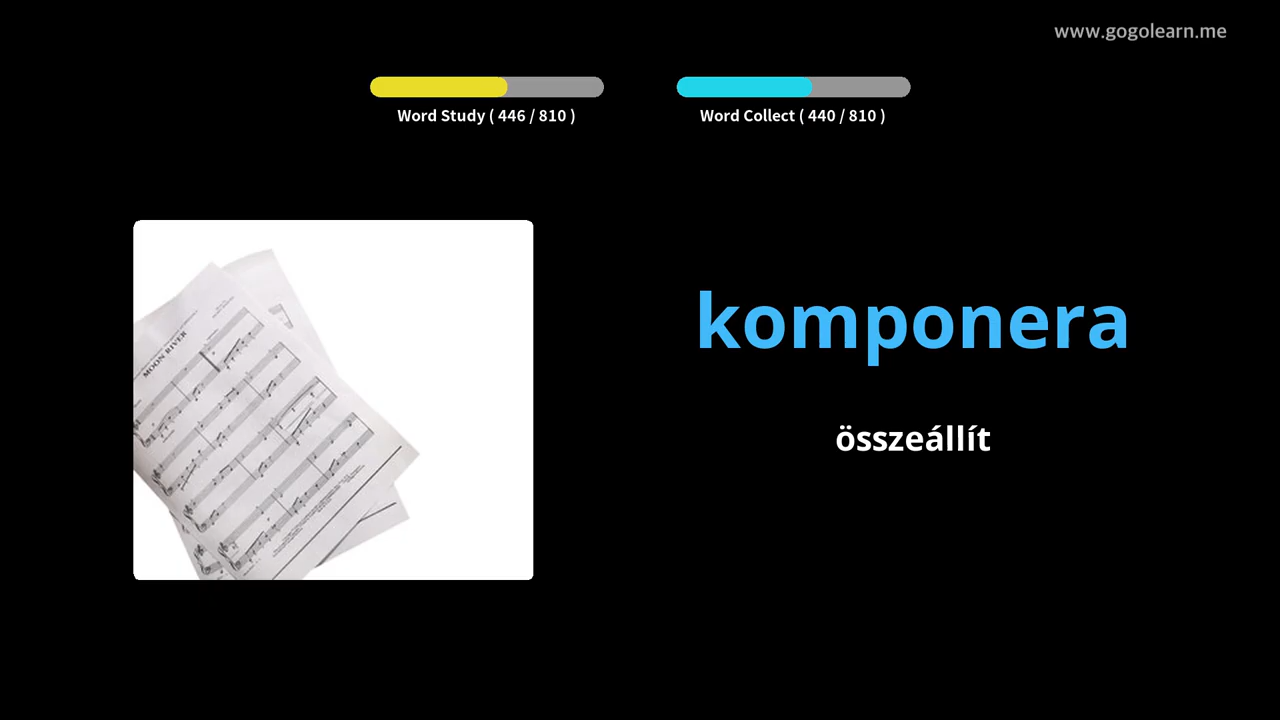 www.gogolearn.me
Word Study ( 446 / 810 )
Word Collect ( 440 / 810 )
MOON RIVER
komponera
összeállít